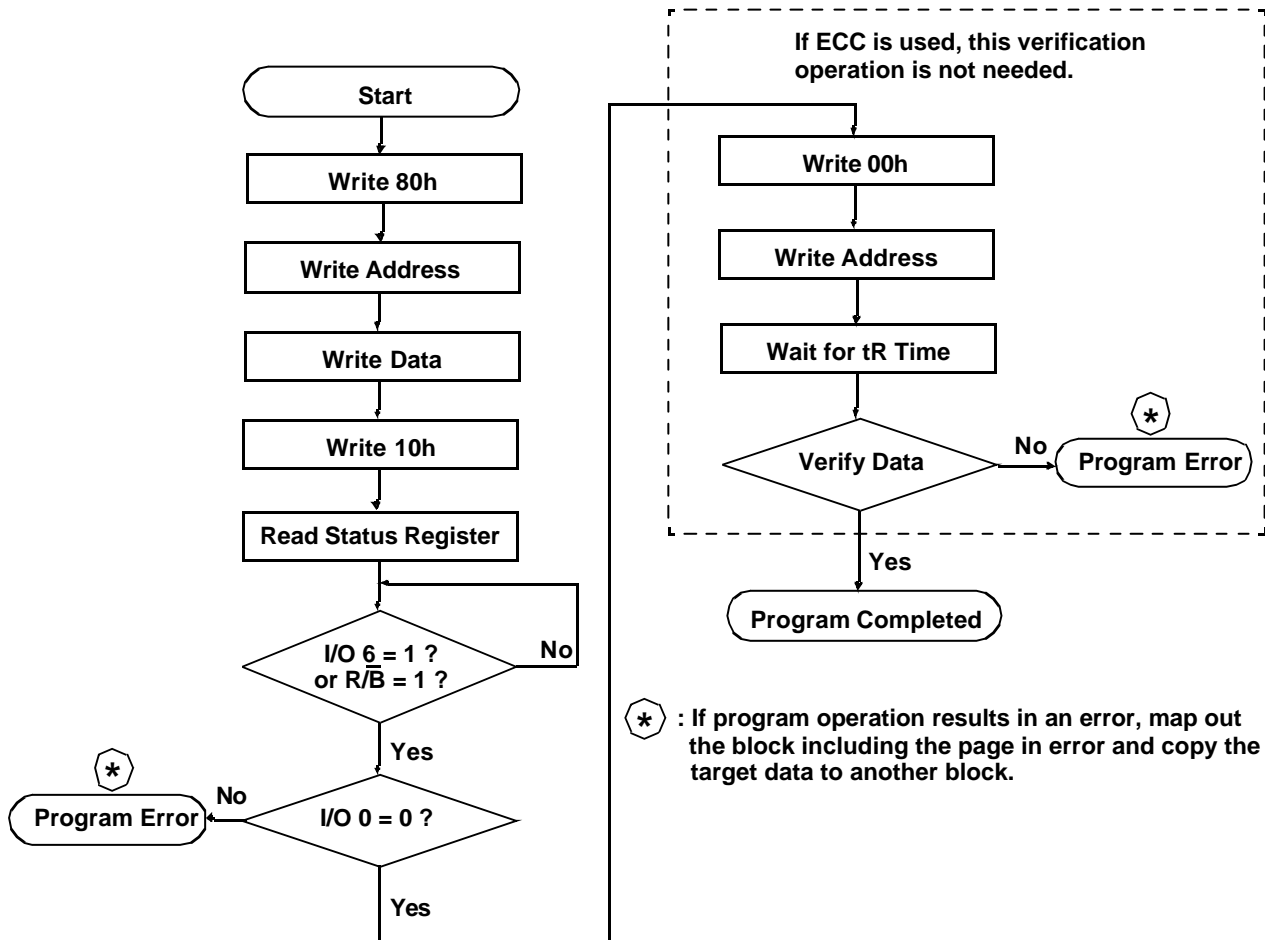 Start
Write 80h
Write Address
Write Data
Write 10h
Read Status Register
I/O 6 = 1 ?
or R/B̅ = 1 ?
No
Yes
*
No
Program Error
I/O 0 = 0 ?
Yes
If ECC is used, this verification
operation is not needed.
Write 00h
Write Address
Wait for tR Time
*
Verify Data
No
Program Error
Yes
Program Completed
* : If program operation results in an error, map out
the block including the page in error and copy the
target data to another block.